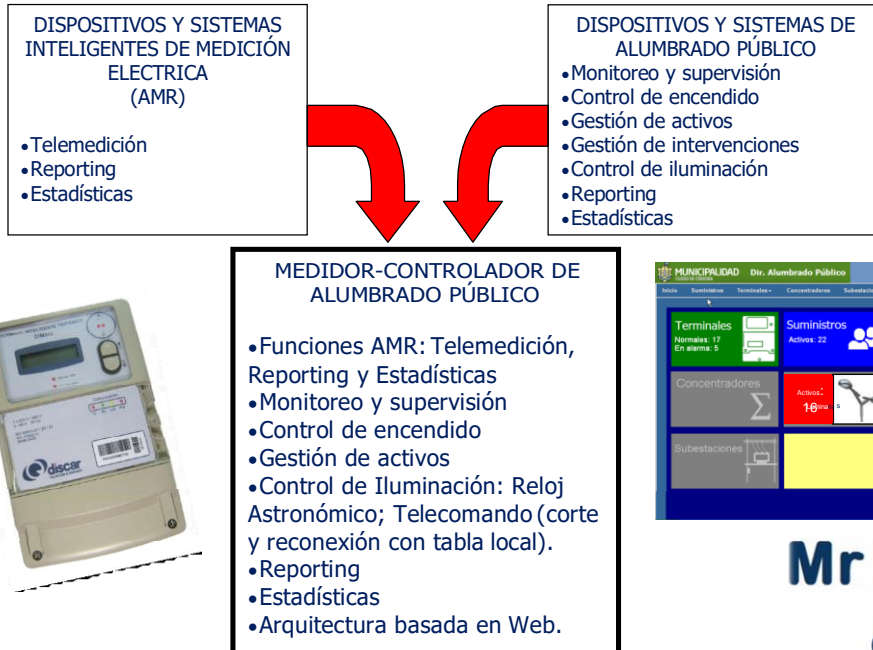 DISPOSITIVOS Y SISTEMAS
INTELIGENTES DE MEDICIÓN
ELECTRICA
(AMR)
•Telemedición
•Reporting
•Estadísticas
DISPOSITIVOS Y SISTEMAS DE
ALUMBRADO PÚBLICO
•Monitoreo y supervisión
•Control de encendido
•Gestión de activos
•Gestión de intervenciones
•Control de iluminación
•Reporting
•Estadísticas
MEDIDOR-CONTROLADOR DE
ALUMBRADO PÚBLICO
•Funciones AMR: Telemedición,
Reporting y Estadísticas
•Monitoreo y supervisión
•Control de encendido
•Gestión de activos
•Control de Iluminación: Reloj
Astronómico; Telecomando (corte
y reconexión con tabla local).
•Reporting
•Estadísticas
•Arquitectura basada en Web.
discar
MUNICIPALIDAD Dir. Alumbrado Público
Inicio Suministros Terminales Concentradores
Terminales
Normales: 17
En alarma: 5
Suministros
Activos: 22
Concentradores
Σ
Activos:
16
Subestaciones
Mr